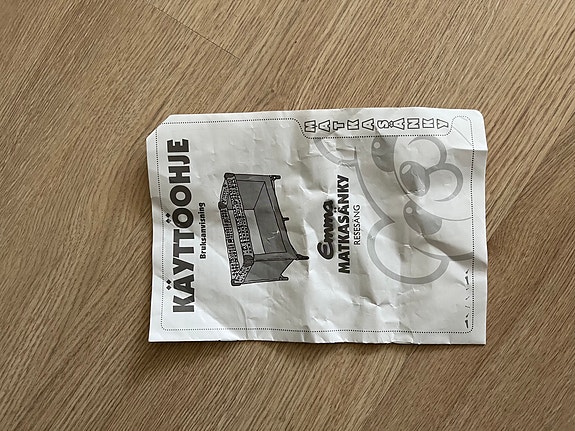 KÄYTTÖOHJE
Bruksanvisning
Emma
MATKASÄNKY
RESESÄNG
MATKASÄNKY